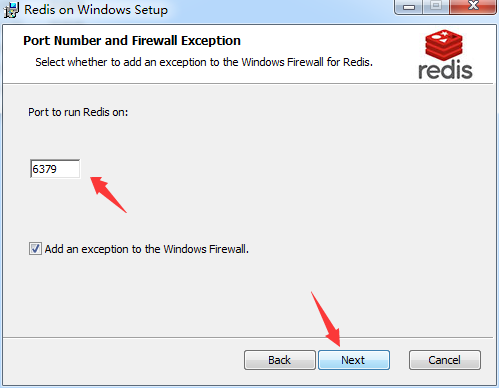 Redis on Windows Setup
Port Number and Firewall Exception
Select whether to add an exception to the Windows Firewall for Redis.
redis
Port to run Redis on:
6379
Add an exception to the Windows Firewall.
Back Next Cancel